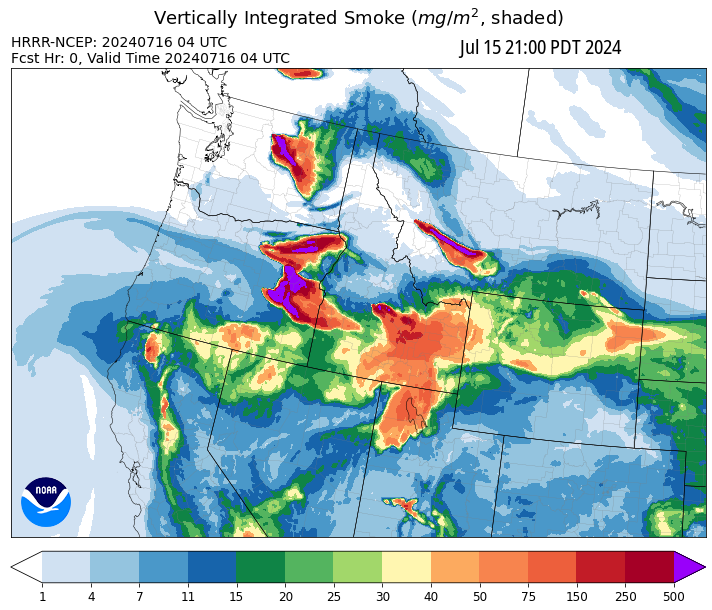 Vertically Integrated Smoke (mg/m², shaded)
HRRR-NCEP: 20240716 04 UTC
Fcst Hr: 0, Valid Time 20240716 04 UTC
Jul 15 21:00 PDT 2024
NOAA
1 4 7 11 15 20 25 30 40 50 75 150 250 500